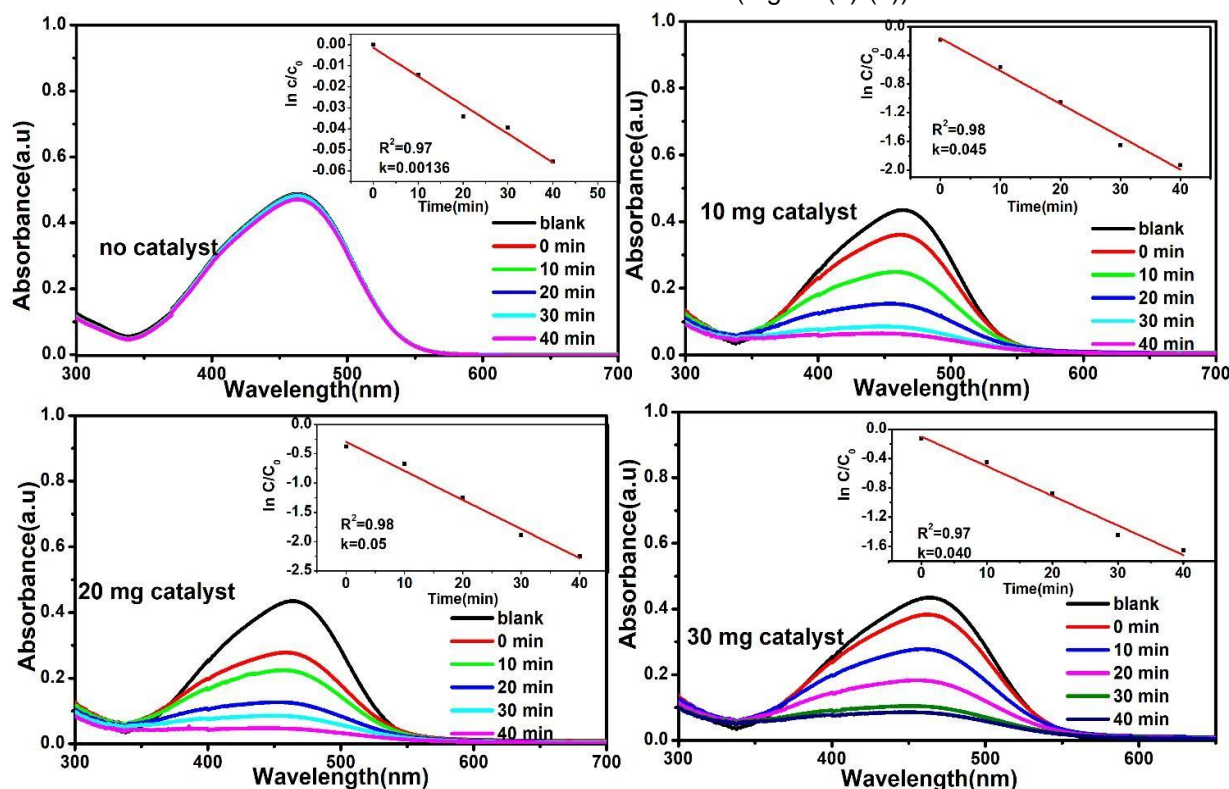 (Fig. (a)-(d))
Absorbance(a.u)
1.0
0.8
0.6
0.4
0.2
0.0
300 400 500 600 700
Wavelength(nm)
no catalyst
ln c/c0
0.00
-0.01
-0.02
-0.03
-0.04
-0.05
-0.06
0 10 20 30 40 50
Time(min)
R2=0.97
k=0.00136
blank
0 min
10 min
20 min
30 min
40 min
Absorbance(a.u)
1.0
0.8
0.6
0.4
0.2
0.0
300 400 500 600 700
Wavelength(nm)
10 mg catalyst
ln C/C0
0.0
-0.4
-0.8
-1.2
-1.6
-2.0
0 10 20 30 40
Time(min)
R2=0.98
k=0.045
blank
0 min
10 min
20 min
30 min
40 min
Absorbance(a.u)
1.0
0.8
0.6
0.4
0.2
0.0
300 400 500 600 700
Wavelength(nm)
20 mg catalyst
ln C/C0
0.0
-0.5
-1.0
-1.5
-2.0
-2.5
0 10 20 30 40
Time(min)
R2=0.98
k=0.05
blank
0 min
10 min
20 min
30 min
40 min
Absorbance(a.u)
1.0
0.8
0.6
0.4
0.2
0.0
300 400 500 600
Wavelength(nm)
30 mg catalyst
ln C/C0
0.0
-0.4
-0.8
-1.2
-1.6
0 10 20 30 40
Time(min)
R2=0.97
k=0.040
blank
0 min
10 min
20 min
30 min
40 min